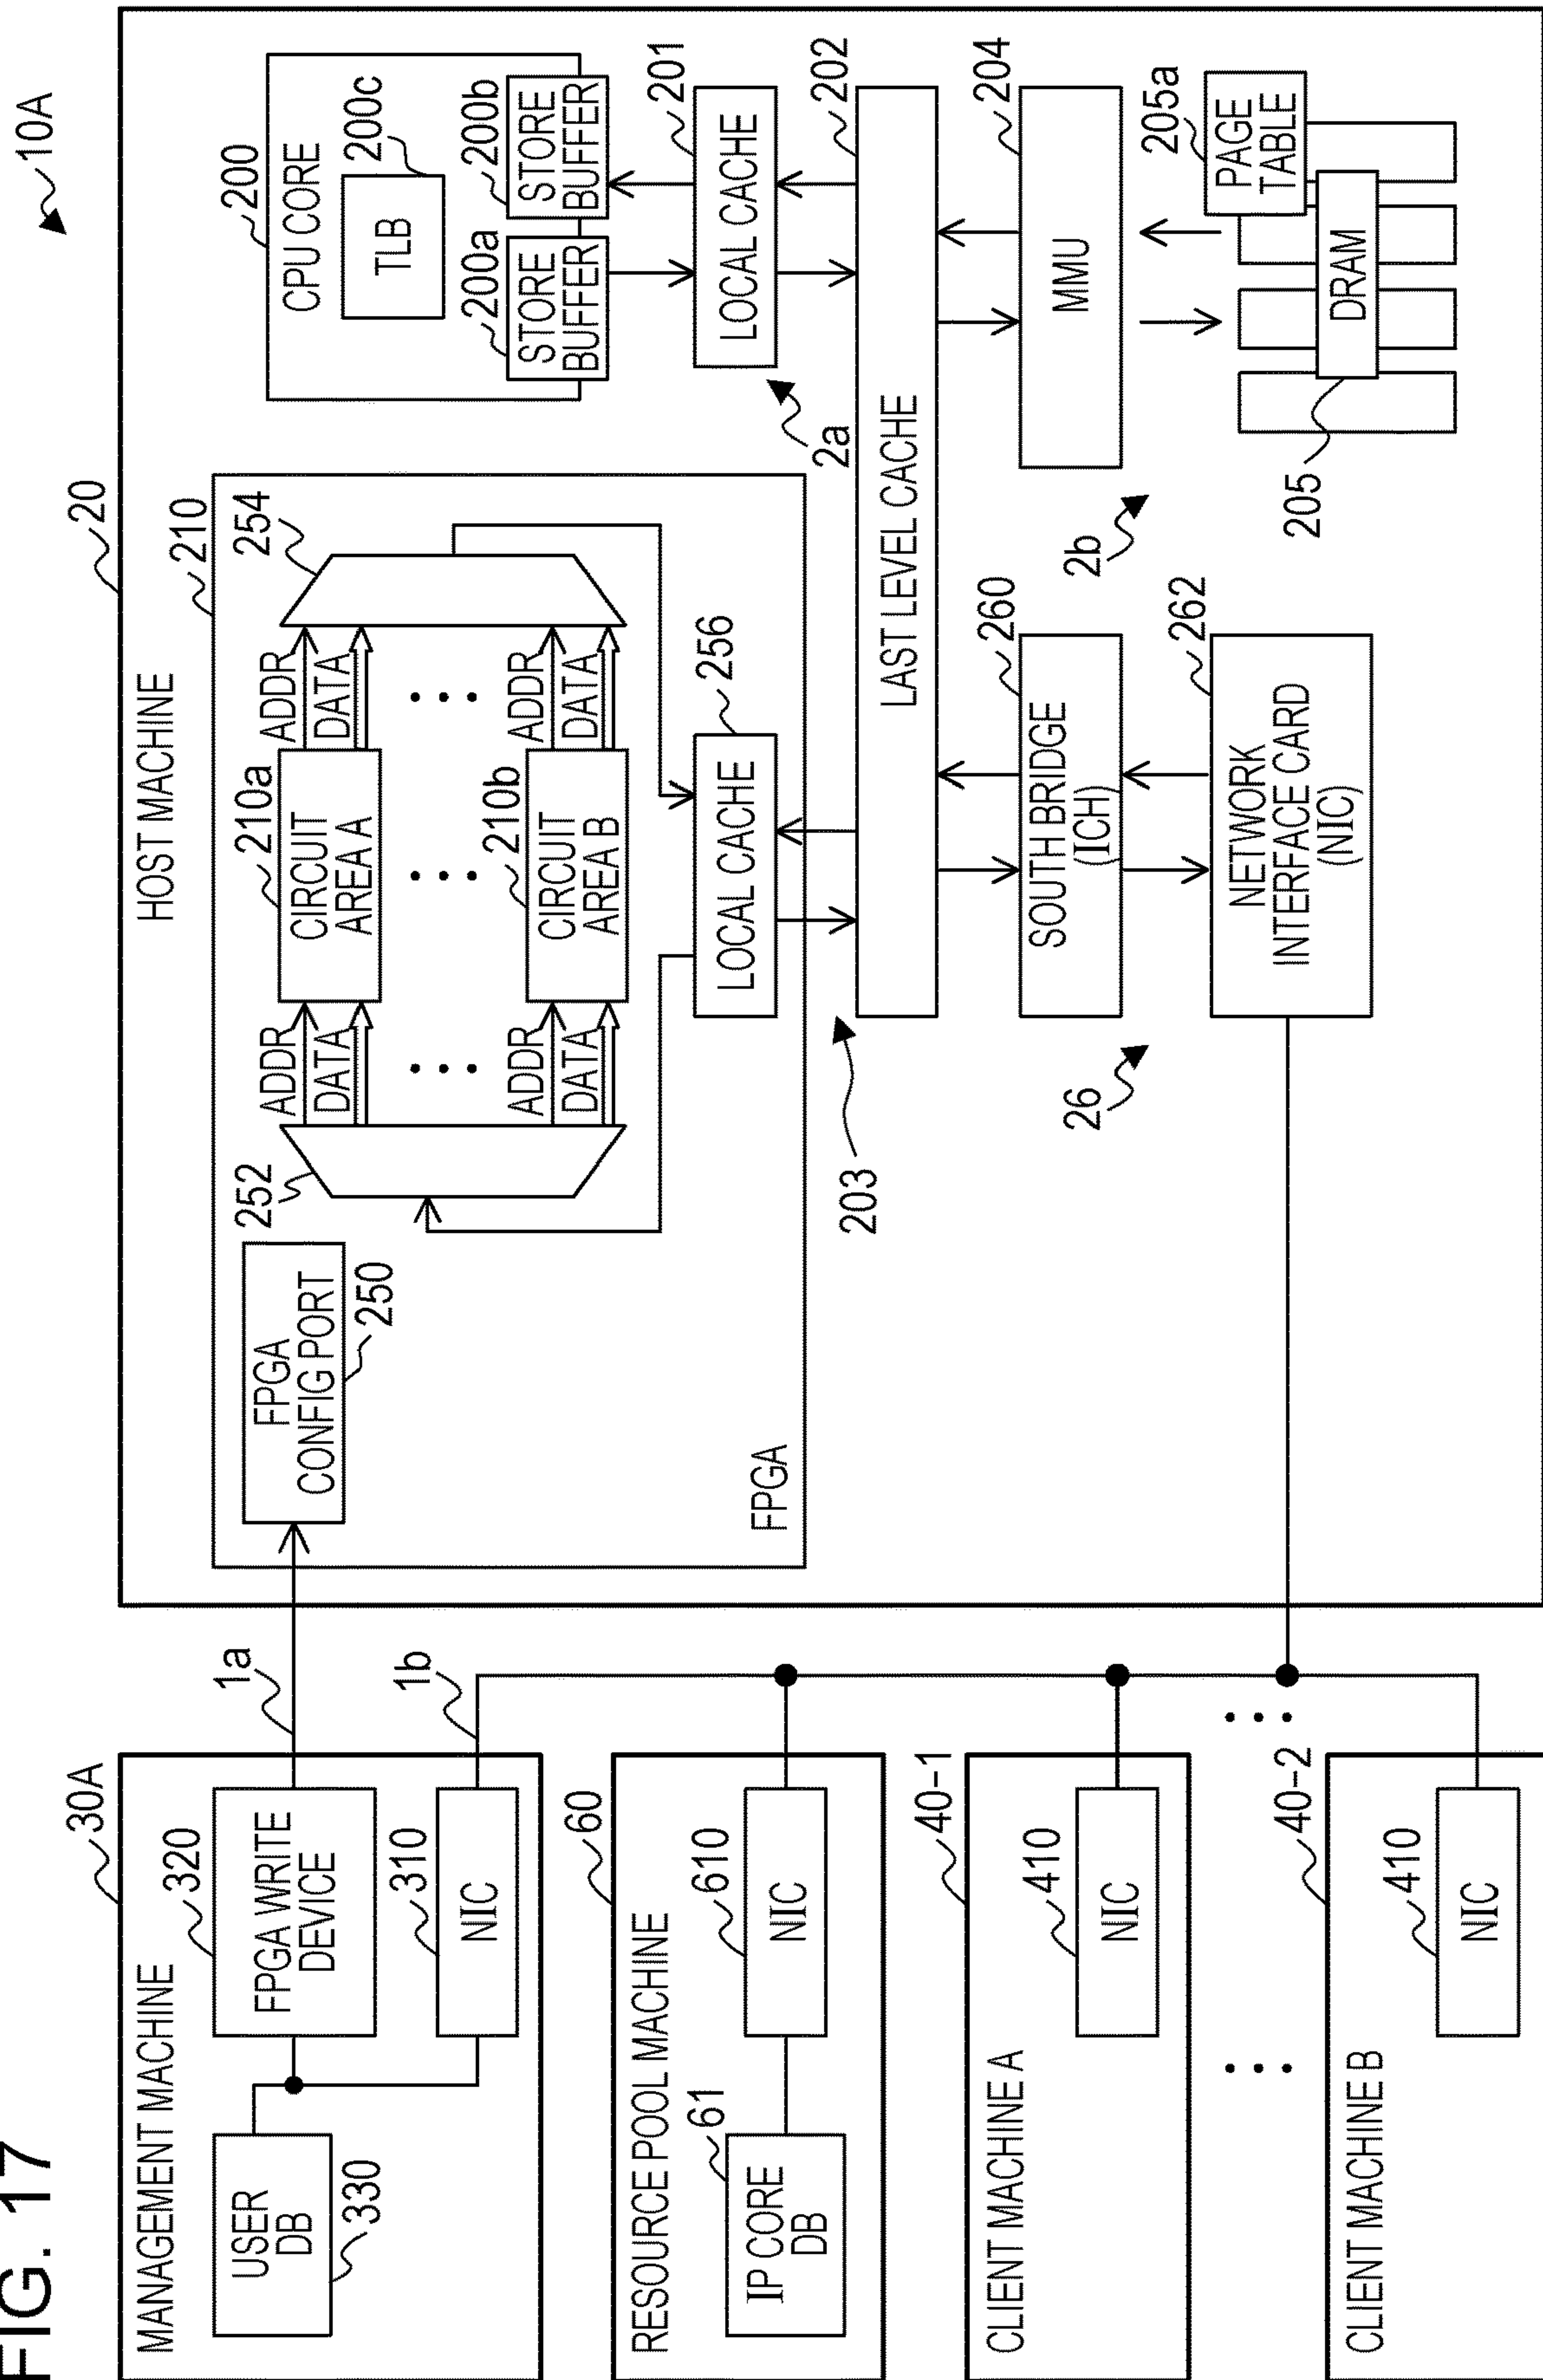 FIG. 17
10A
MANAGEMENT MACHINE
30A
USER
DB
330
FPGA WRITE
DEVICE
320
NIC
310
1a
1b
RESOURCE POOL MACHINE
60
IP CORE
DB
61
NIC
610
CLIENT MACHINE A
40-1
NIC
410
CLIENT MACHINE B
40-2
NIC
410
HOST MACHINE
20
FPGA
210
FPGA
CONFIG PORT
250
252
ADDR
DATA
CIRCUIT
AREA A
210a
ADDR
DATA
254
ADDR
DATA
CIRCUIT
AREA B
210b
ADDR
DATA
LOCAL CACHE
256
CPU CORE
200
TLB
200c
STORE
BUFFER
200a
STORE
BUFFER
200b
LOCAL CACHE
201
2a
203
LAST LEVEL CACHE
202
26
SOUTH BRIDGE
(ICH)
260
2b
MMU
204
NETWORK
INTERFACE CARD
(NIC)
262
205
DRAM
PAGE
TABLE
205a